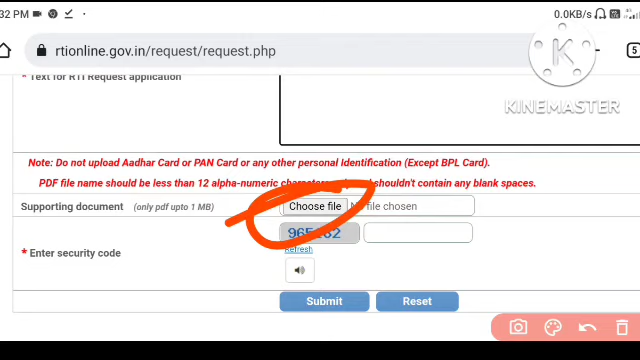 :32 PM
0.0KB/s
rtionline.gov.in/request/request.php
5
K
KINEMASTER
* Text for RTI Request application
Note: Do not upload Aadhar Card or PAN Card or any other personal Identification (Except BPL Card).
PDF file name should be less than 12 alpha-numeric characters shouldn't contain any blank spaces.
Supporting document (only pdf upto 1 MB) Choose file No file chosen
Refresh
* Enter security code
Submit Reset